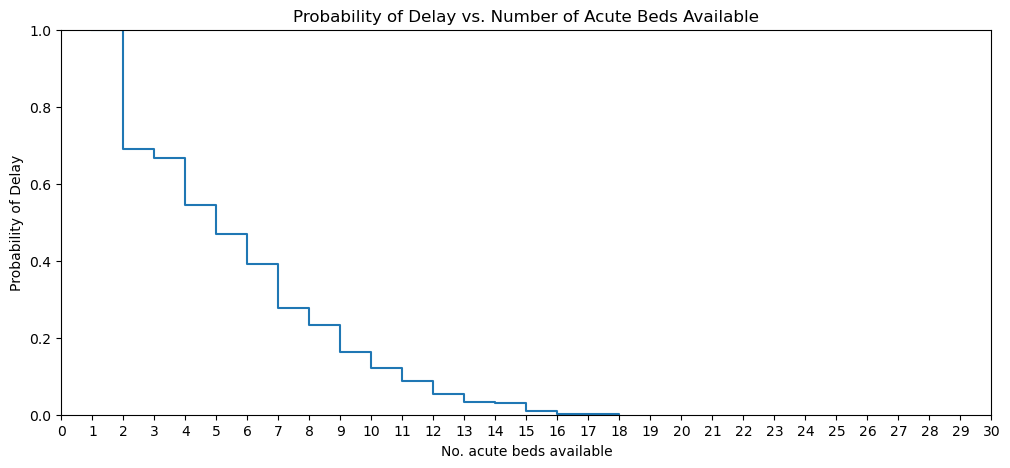 Probability of Delay vs. Number of Acute Beds Available
1.0
0.8
0.6
0.4
0.2
0.0
Probability of Delay
0 1 2 3 4 5 6 7 8 9 10 11 12 13 14 15 16 17 18 19 20 21 22 23 24 25 26 27 28 29 30
No. acute beds available